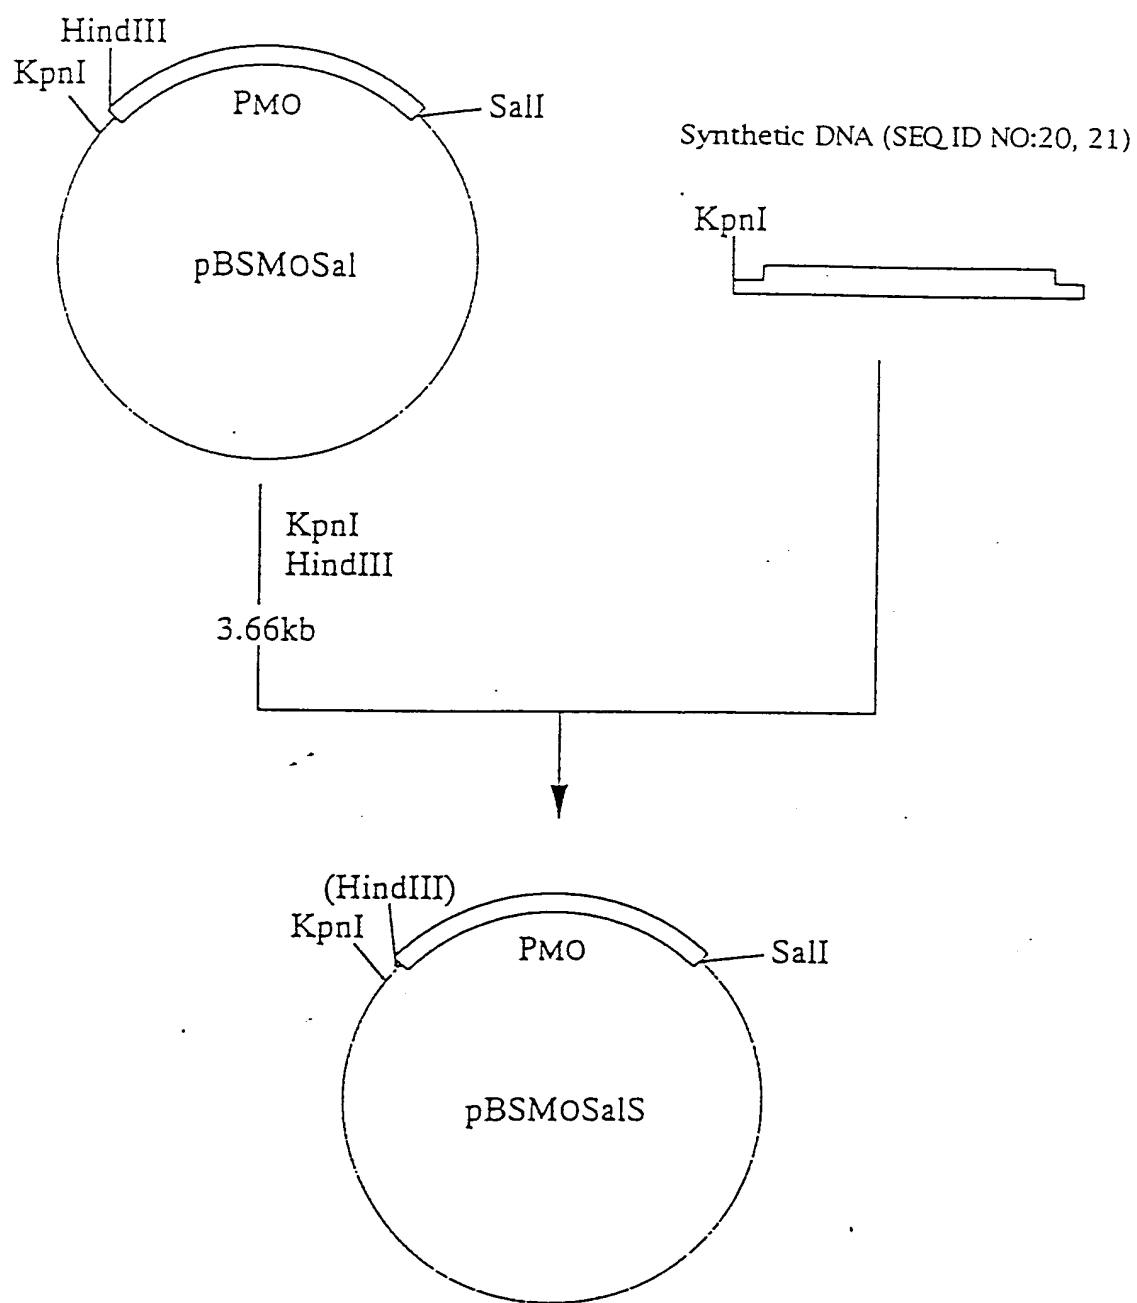 HindIII
KpnI
PMO
SalI
pBSMOSal
Synthetic DNA (SEQ ID NO:20, 21)
KpnI
KpnI
HindIII
3.66kb
(HindIII)
KpnI
PMO
SalI
pBSMOSalS